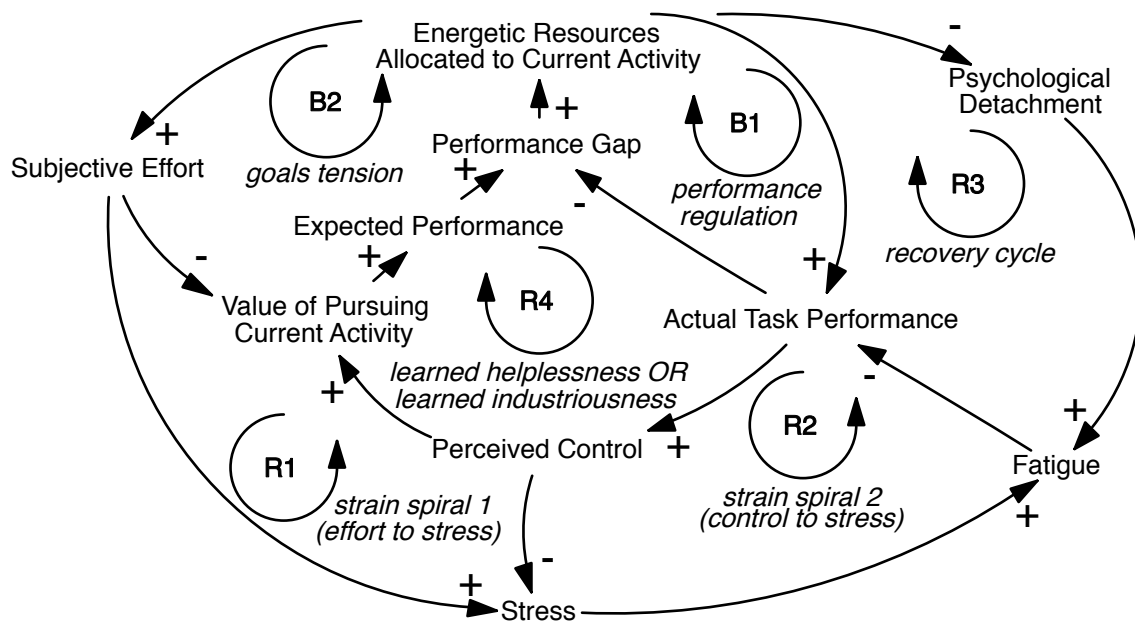 Energetic Resources
Allocated to Current Activity
-
Psychological
Detachment
B2
+
B1
+
Performance Gap
Subjective Effort
goals tension
+
-
performance
regulation
R3
Expected Performance
recovery cycle
-
+
+
Value of Pursuing
Current Activity
R4
Actual Task Performance
learned helplessness OR
learned industriousness
-
+
+
R2
Perceived Control
+
R1
Fatigue
strain spiral 1
(effort to stress)
strain spiral 2
(control to stress)
+
-
+
Stress